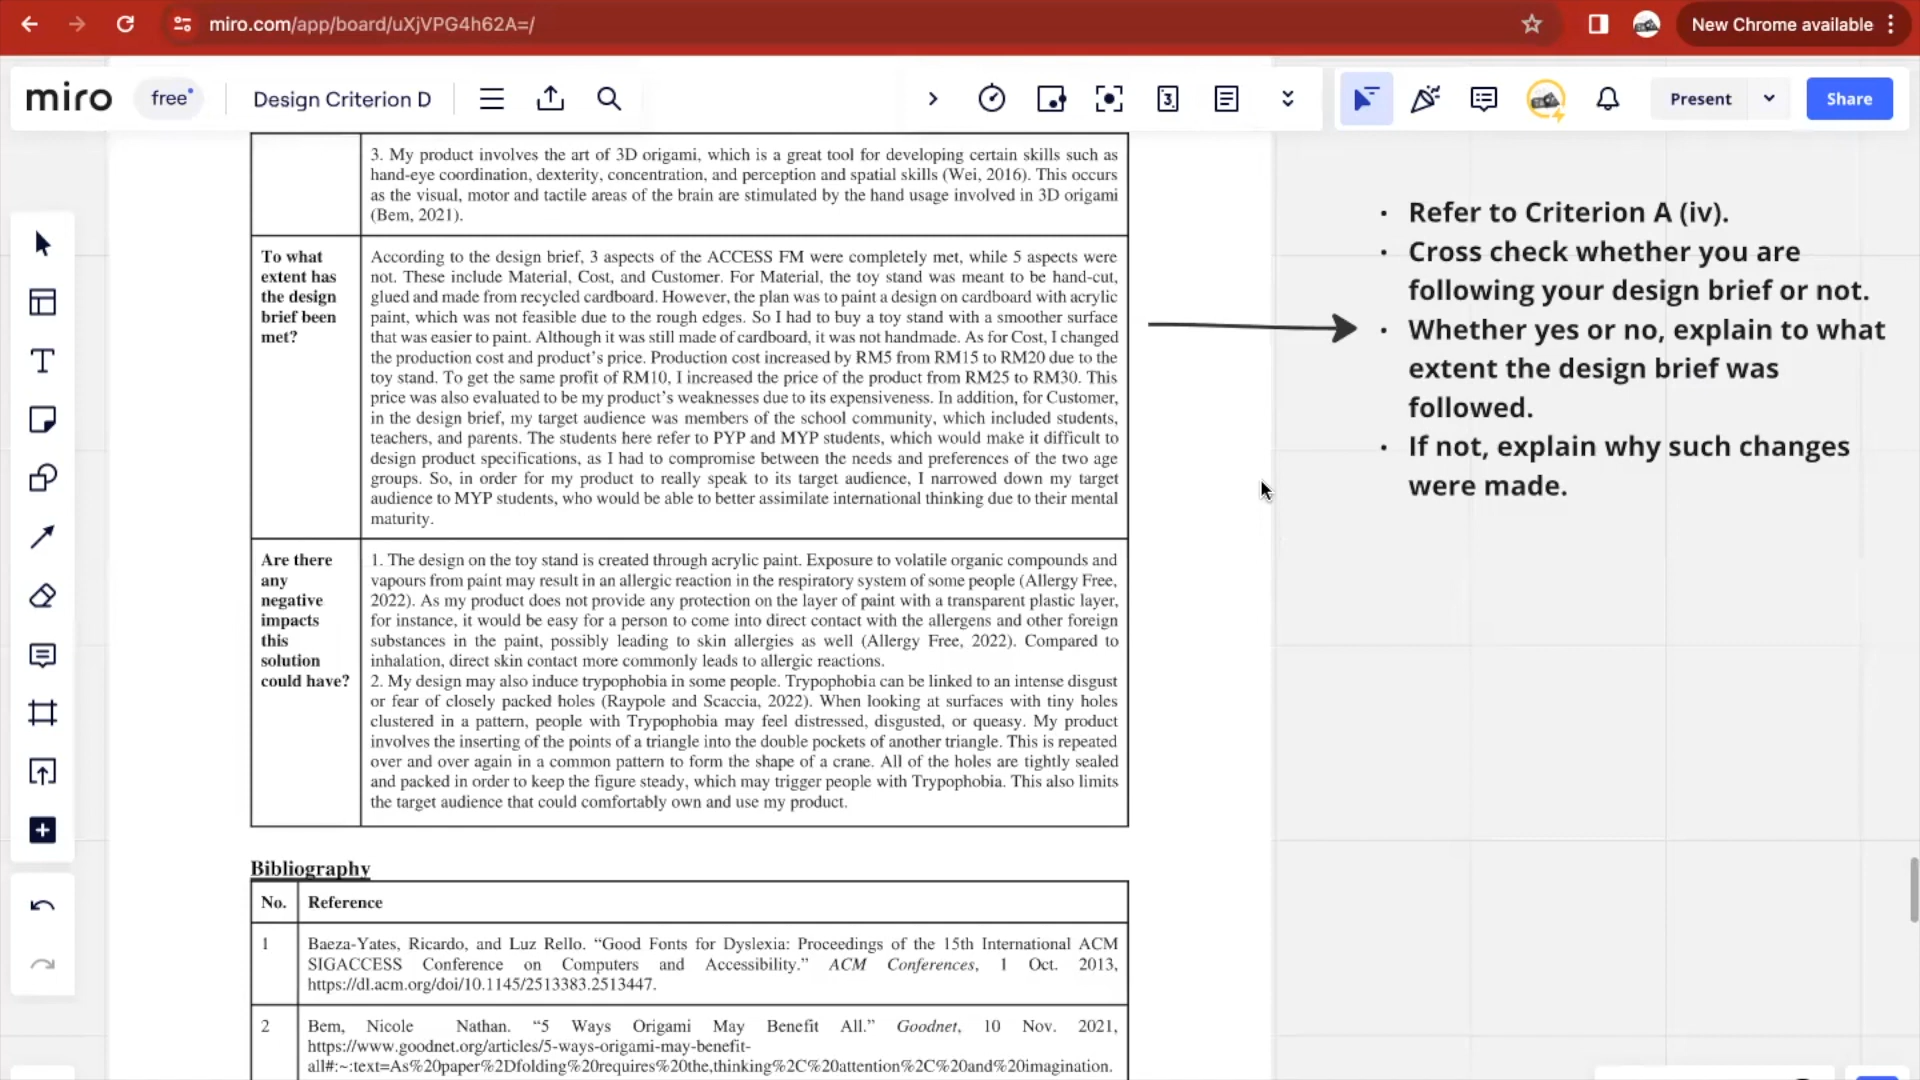 miro.com/app/board/uXjVPG4h62A=/
New Chrome available
miro
free
Design Criterion D
3
Present
Share
3. My product involves the art of 3D origami, which is a great tool for developing certain skills such as
hand-eye coordination, dexterity, concentration, and perception and spatial skills (Wei, 2016). This occurs
as the visual, motor and tactile areas of the brain are stimulated by the hand usage involved in 3D origami
(Bem, 2021).
To what
extent has
the design
brief been
met?
According to the design brief, 3 aspects of the ACCESS FM were completely met, while 5 aspects were
not. These include Material, Cost, and Customer. For Material, the toy stand was meant to be hand-cut,
glued and made from recycled cardboard. However, the plan was to paint a design on cardboard with acrylic
paint, which was not feasible due to the rough edges. So I had to buy a toy stand with a smoother surface
that was easier to paint. Although it was still made of cardboard, it was not handmade. As for Cost, I changed
the production cost and product's price. Production cost increased by RM5 from RM15 to RM20 due to the
toy stand. To get the same profit of RM10, I increased the price of the product from RM25 to RM30. This
price was also evaluated to be my product's weaknesses due to its expensiveness. In addition, for Customer,
in the design brief, my target audience was members of the school community, which included students,
teachers, and parents. The students here refer to PYP and MYP students, which would make it difficult to
design product specifications, as I had to compromise between the needs and preferences of the two age
groups. So, in order for my product to really speak to its target audience, I narrowed down my target
audience to MYP students, who would be able to better assimilate international thinking due to their mental
maturity.
Are there
any
negative
impacts
this
solution
could have?
1. The design on the toy stand is created through acrylic paint. Exposure to volatile organic compounds and
vapours from paint may result in an allergic reaction in the respiratory system of some people (Allergy Free,
2022). As my product does not provide any protection on the layer of paint with a transparent plastic layer,
for instance, it would be easy for a person to come into direct contact with the allergens and other foreign
substances in the paint, possibly leading to skin allergies as well (Allergy Free, 2022). Compared to
inhalation, direct skin contact more commonly leads to allergic reactions.
2. My design may also induce trypophobia in some people. Trypophobia can be linked to an intense disgust
or fear of closely packed holes (Raypole and Scaccia, 2022). When looking at surfaces with tiny holes
clustered in a pattern, people with Trypophobia may feel distressed, disgusted, or queasy. My product
involves the inserting of the points of a triangle into the double pockets of another triangle. This is repeated
over and over again in a common pattern to form the shape of a crane. All of the holes are tightly sealed
and packed in order to keep the figure steady, which may trigger people with Trypophobia. This also limits
the target audience that could comfortably own and use my product.
Bibliography
No. Reference
1 Baeza-Yates, Ricardo, and Luz Rello. “Good Fonts for Dyslexia: Proceedings of the 15th International ACM
SIGACCESS Conference on Computers and Accessibility.” ACM Conferences, 1 Oct. 2013,
https://dl.acm.org/doi/10.1145/2513383.2513447.
2 Bem, Nicole Nathan. “5 Ways Origami May Benefit All.” Goodnet, 10 Nov. 2021,
https://www.goodnet.org/articles/5-ways-origami-may-benefit-
all#:~:text=As%20paper%2Dfolding%20requires%20the,thinking%2C%20attention%2C%20and%20imagination.
· Refer to Criterion A (iv).
· Cross check whether you are
following your design brief or not.
· Whether yes or no, explain to what
extent the design brief was
followed.
· If not, explain why such changes
were made.